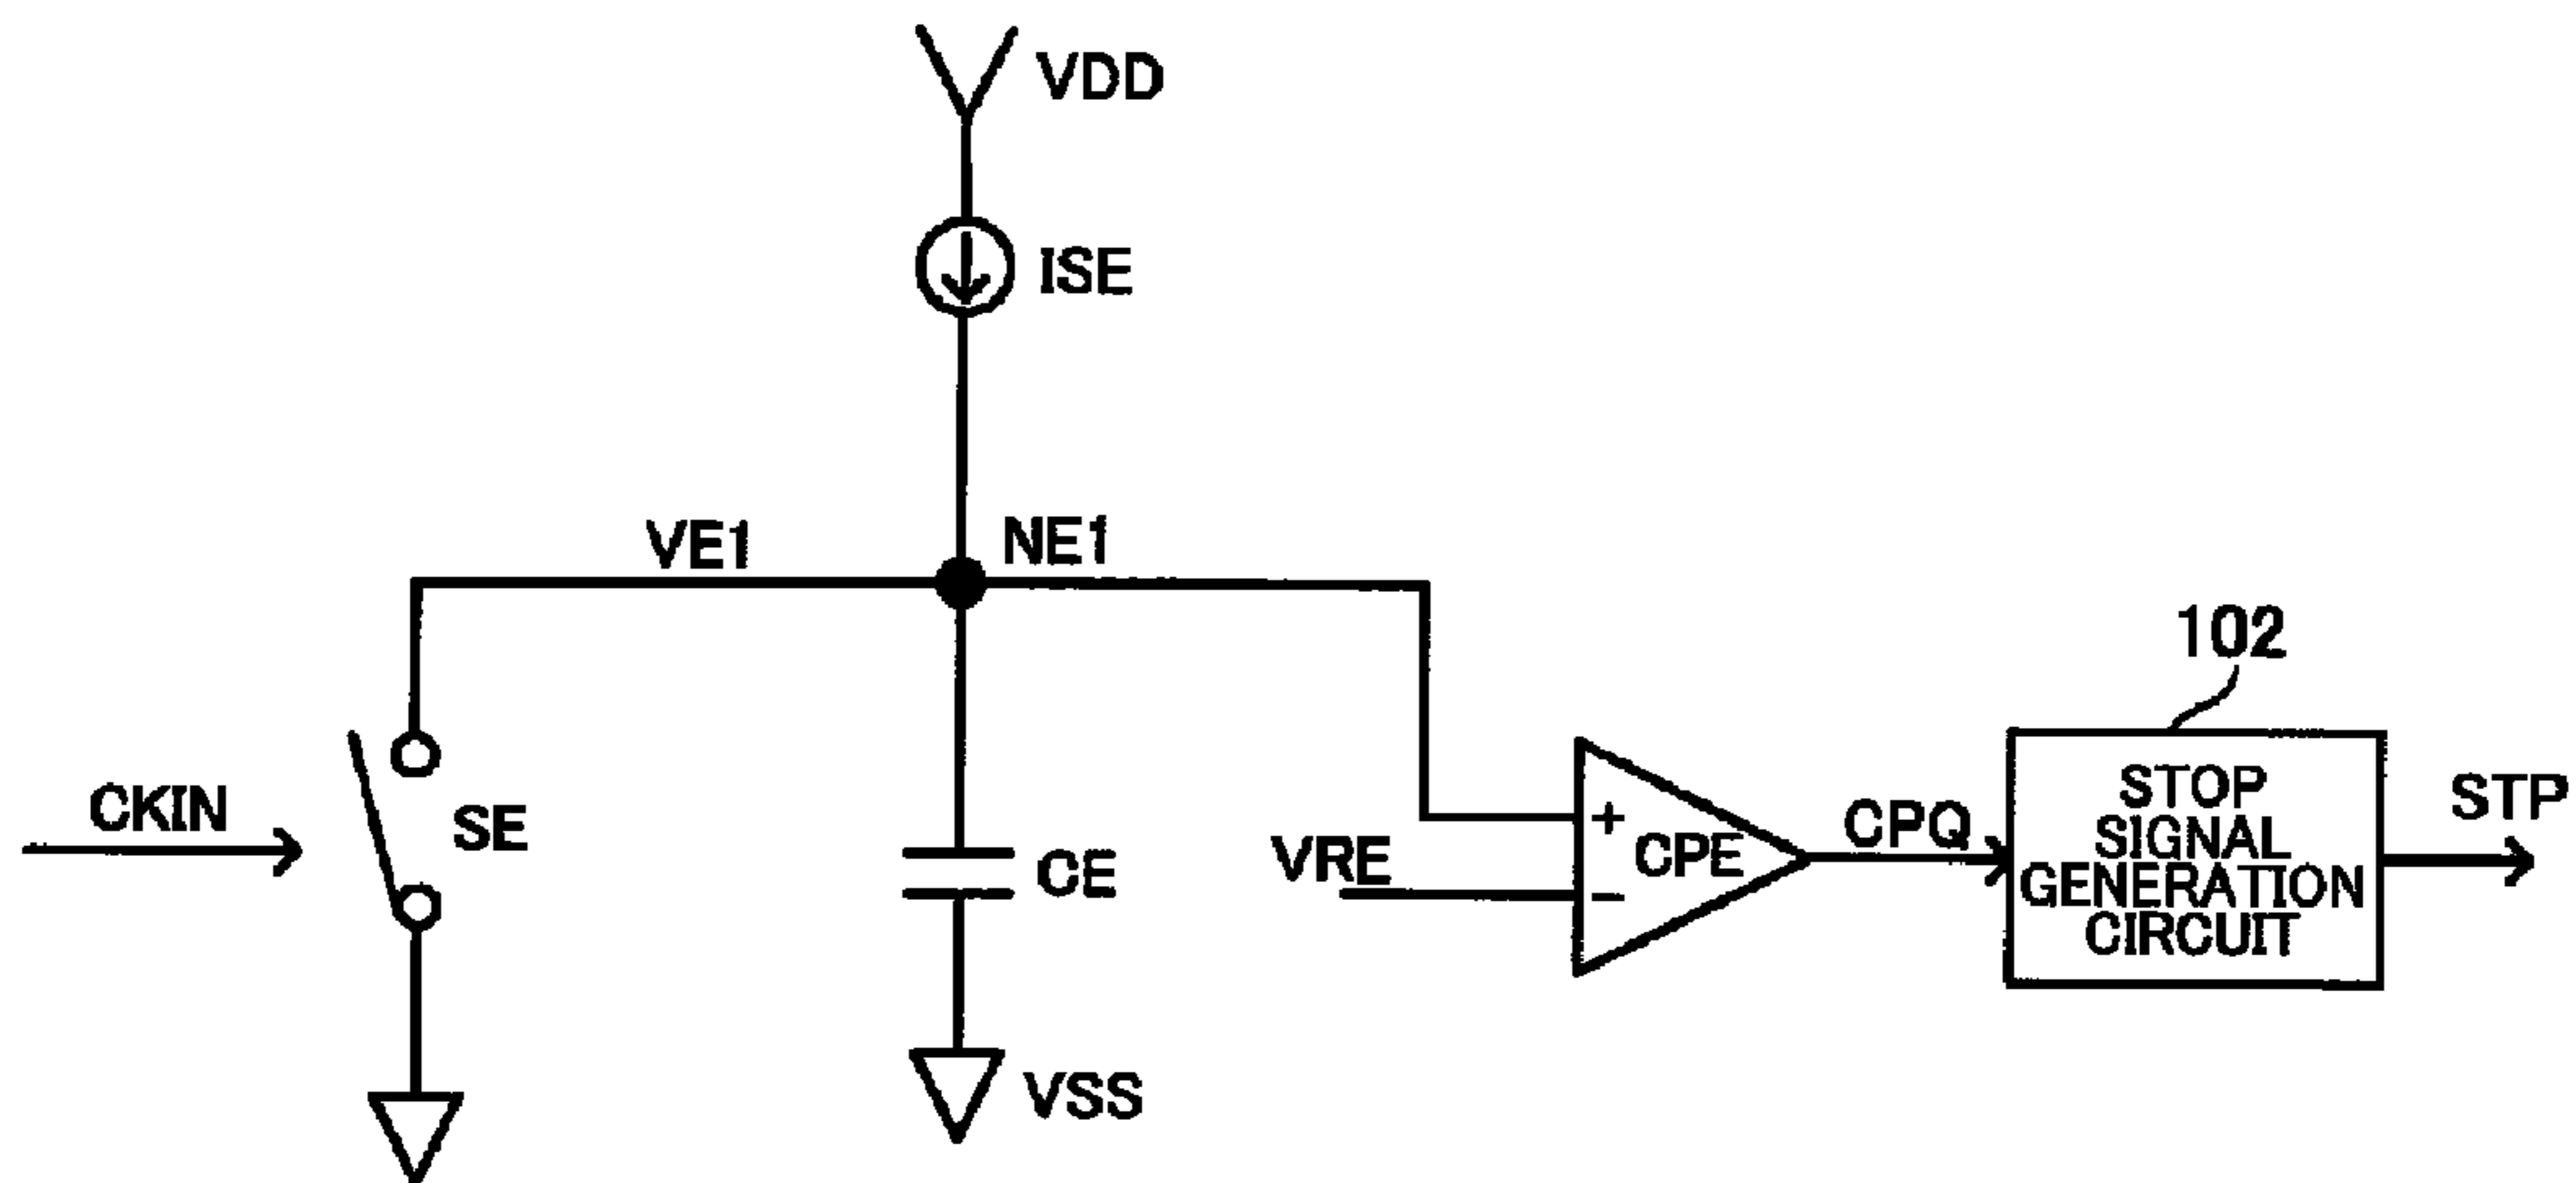 VDD
ISE
VE1
NE1
102
CKIN
SE
CE
VRE
+
−
CPE
CPQ
STOP
SIGNAL
GENERATION
CIRCUIT
STP
VSS